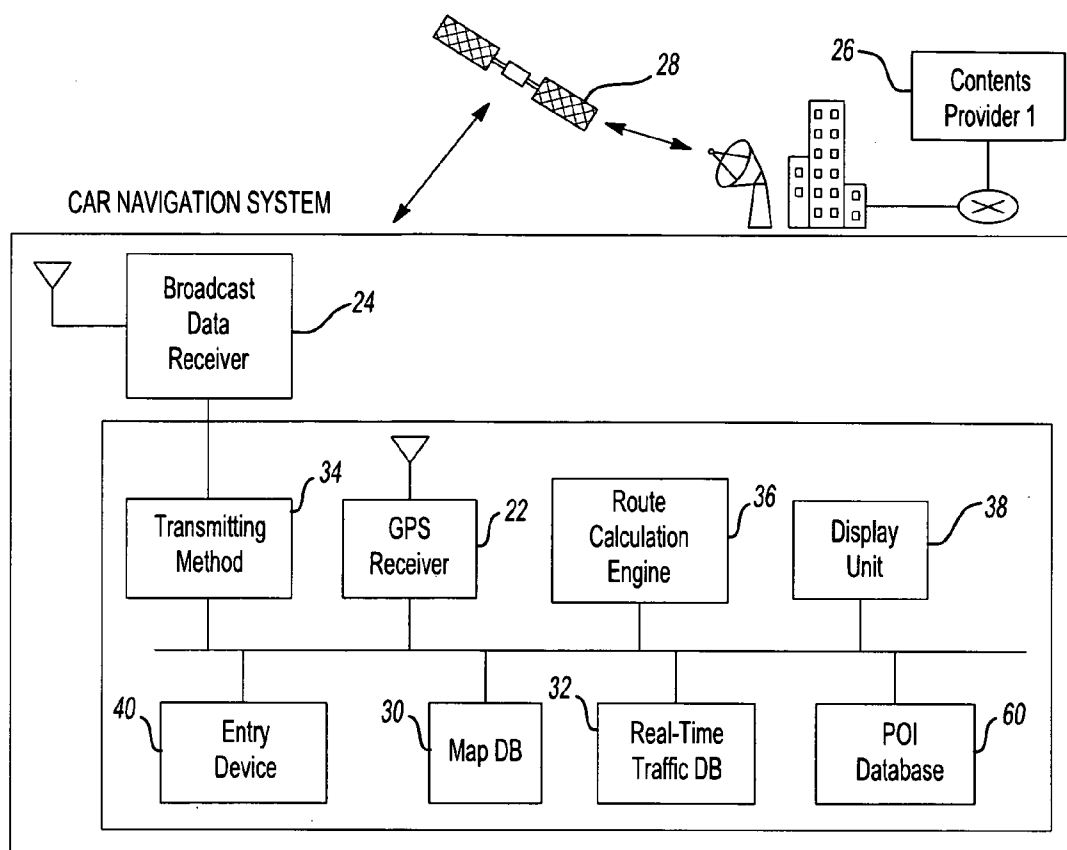 28
26
Contents
Provider 1
CAR NAVIGATION SYSTEM
Broadcast
Data
Receiver
24
34
Transmitting
Method
GPS
Receiver
22
Route
Calculation
Engine
36
Display
Unit
38
40
Entry
Device
30
Map DB
32
Real-Time
Traffic DB
POI
Database
60